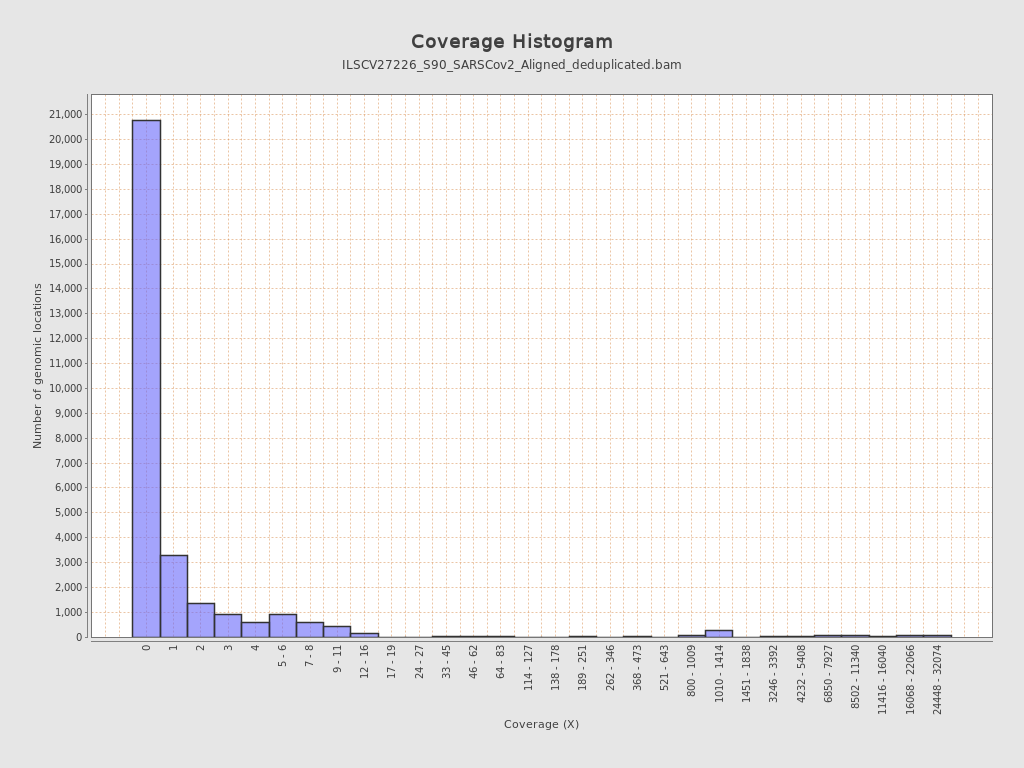 Coverage Histogram
ILSCV27226_S90_SARSCov2_Aligned_deduplicated.bam
Number of genomic locations
21,000
20,000
19,000
18,000
17,000
16,000
15,000
14,000
13,000
12,000
11,000
10,000
9,000
8,000
7,000
6,000
5,000
4,000
3,000
2,000
1,000
0
0
1
2
3
4
5 - 6
7 - 8
9 - 11
12 - 16
17 - 19
24 - 27
33 - 45
46 - 62
64 - 83
114 - 127
138 - 178
189 - 251
262 - 346
368 - 473
521 - 643
800 - 1009
1010 - 1414
1451 - 1838
3246 - 3392
4232 - 5408
6850 - 7927
8502 - 11340
11416 - 16040
16068 - 22066
24448 - 32074
Coverage (X)